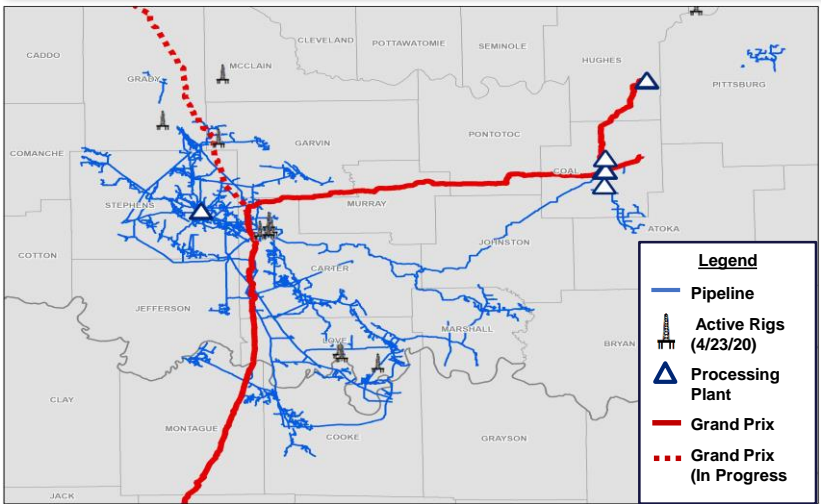 CLEVELAND
POTTAWATOMIE
SEMINOLE
CADDO
HUGHES
MCCLAIN
GRADY
PITTSBURG
PONTOTOC
GARVIN
COMANCHE
COAL
STEPHENS
MURRAY
ATOKA
JOHNSTON
COTTON
CARTER
JEFFERSON
MARSHALL
LOVE
BRYAN
CLAY
MONTAGUE
COOKE
GRAYSON
JACK
Legend
Pipeline
Active Rigs
(4/23/20)
Processing
Plant
Grand Prix
Grand Prix
(In Progress